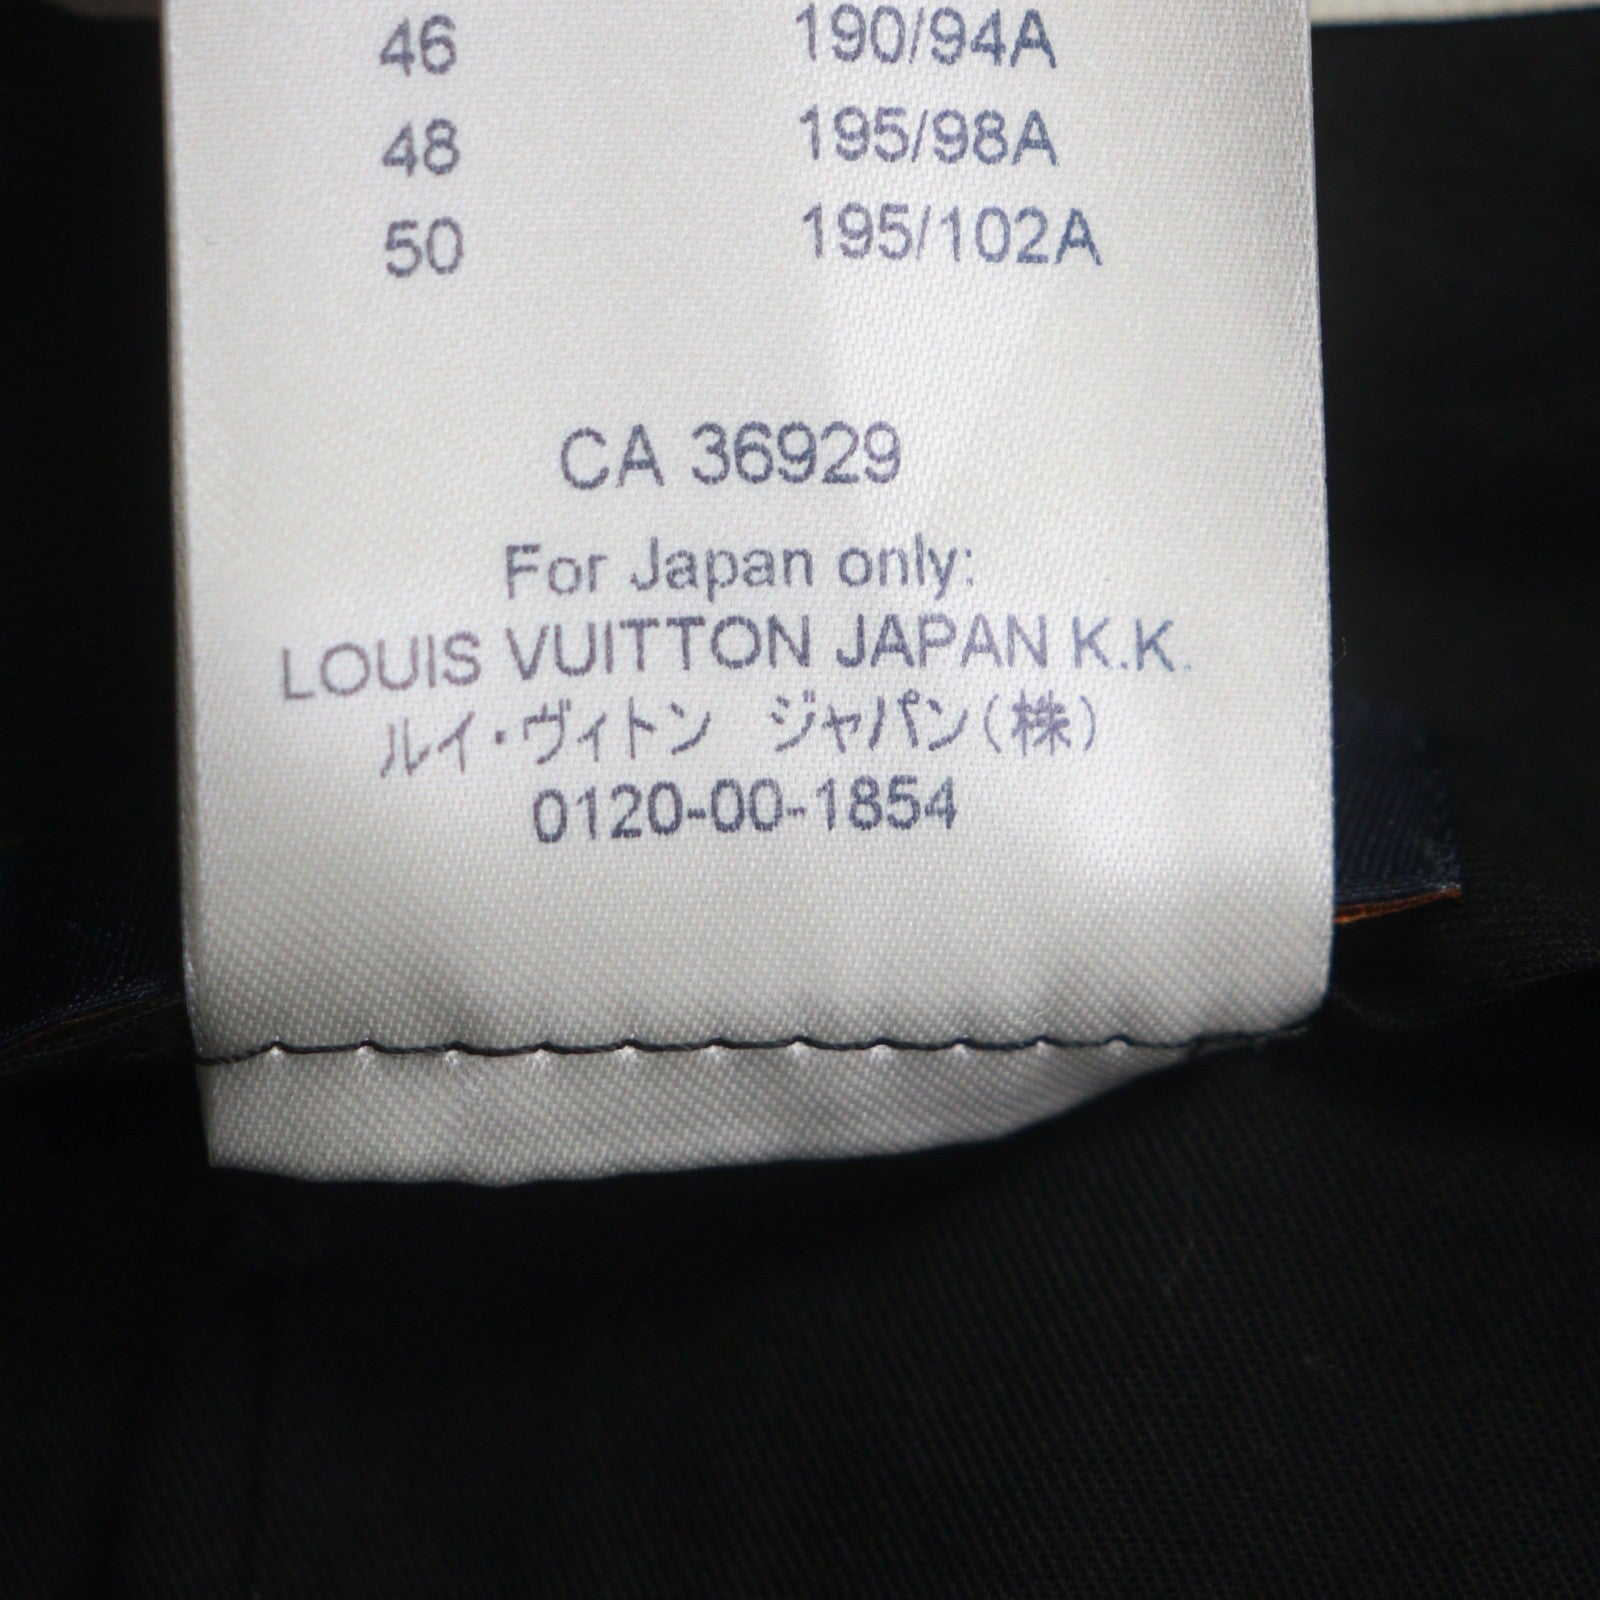 46 190/94A
48 195/98A
50 195/102A
CA 36929
For Japan only:
LOUIS VUITTON JAPAN K.K.
ルイ・ヴィトン ジャパン(株)
0120-00-1854